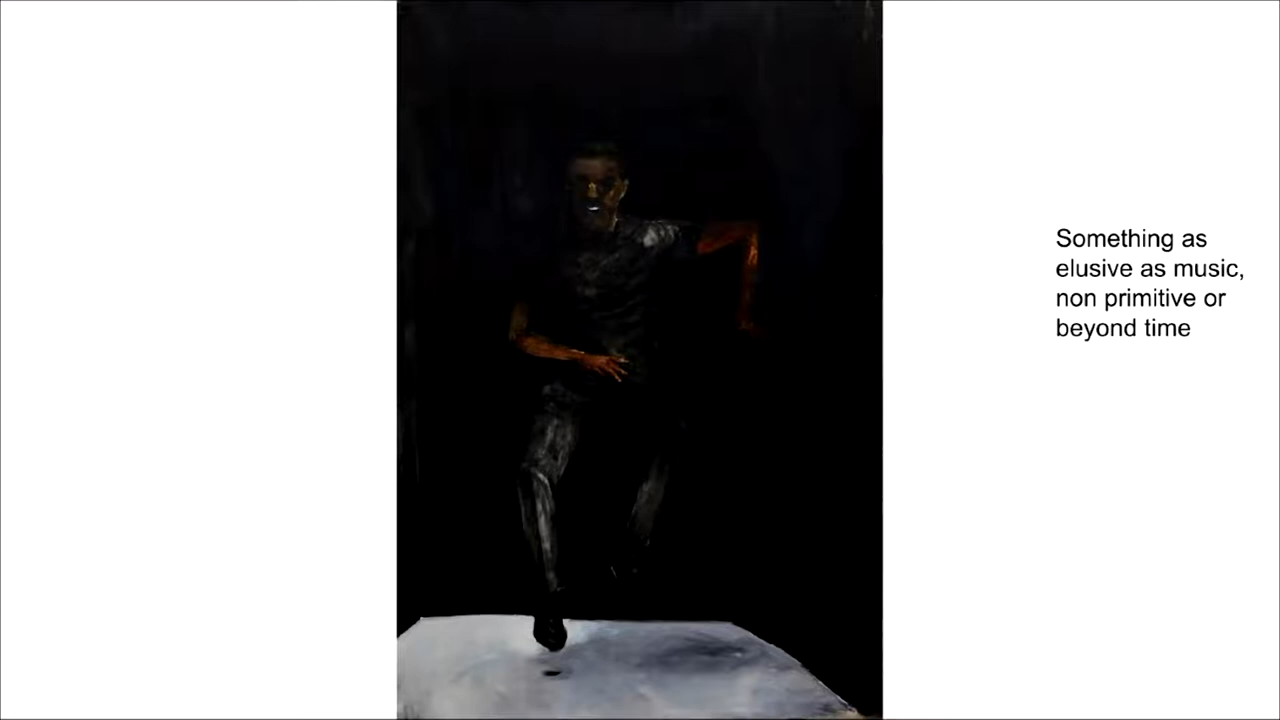 Something as
elusive as music,
non primitive or
beyond time